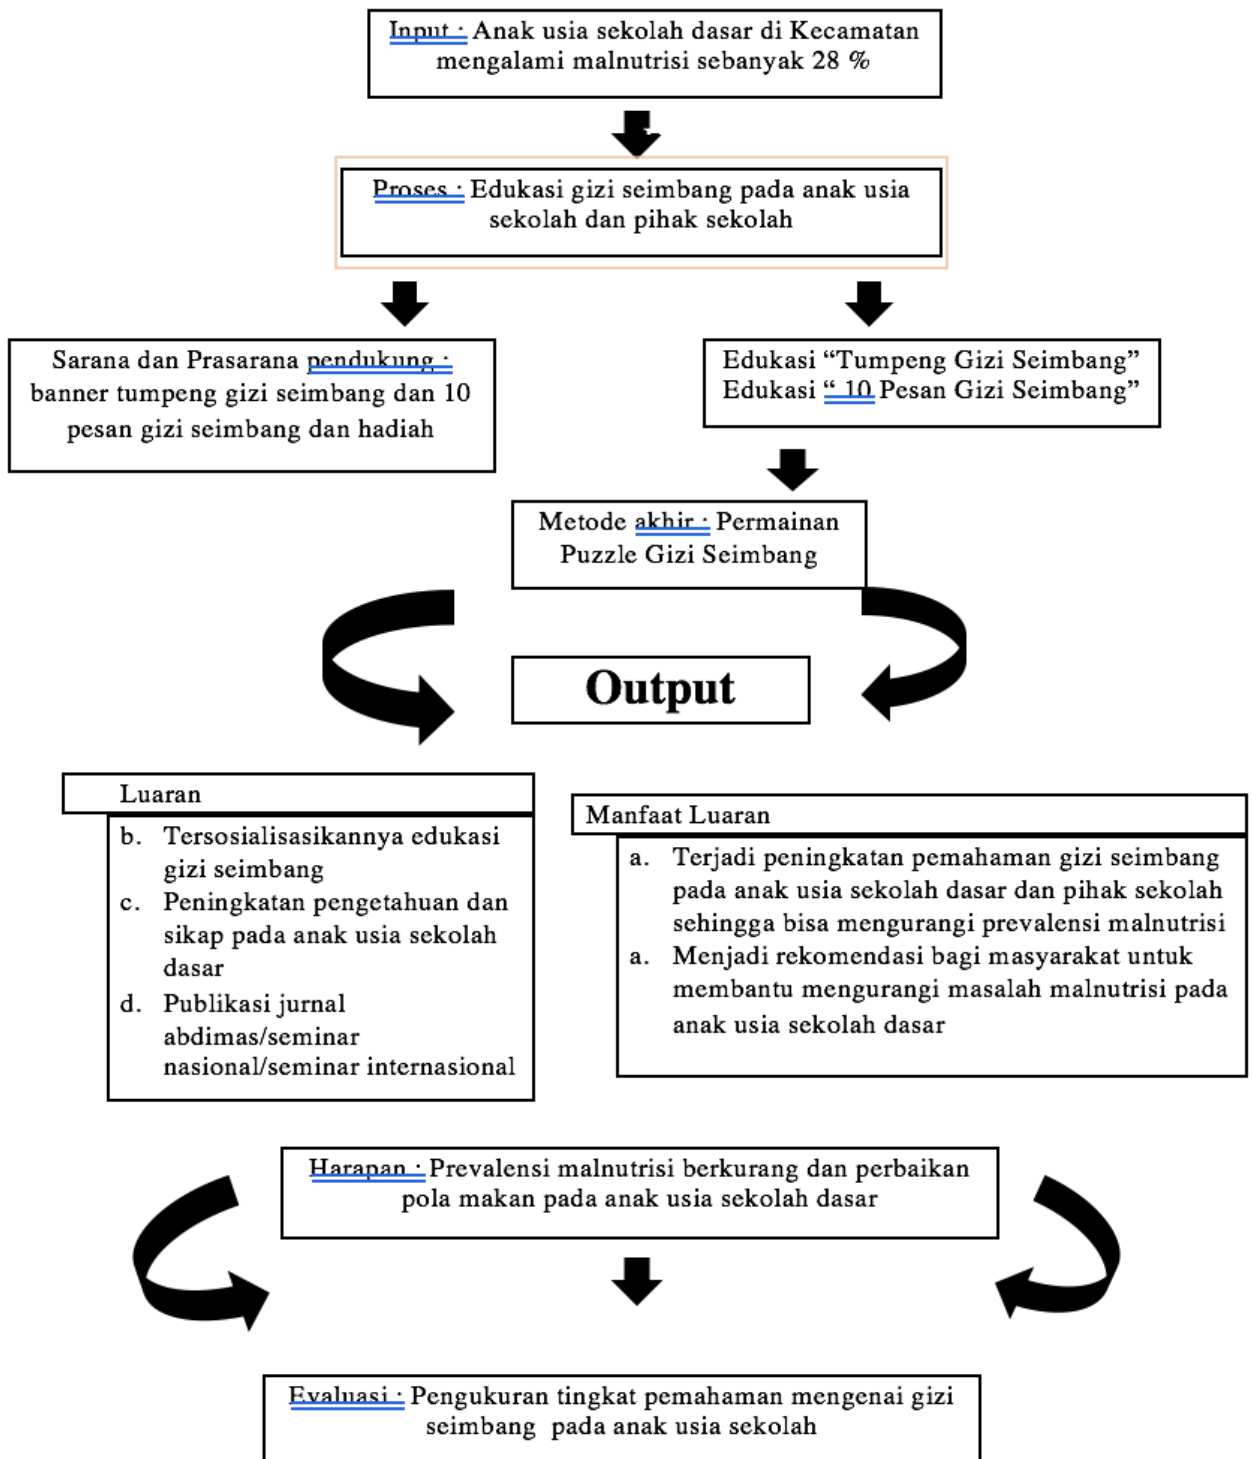 Input : Anak usia sekolah dasar di Kecamatan
mengalami malnutrisi sebanyak 28 %
Proses : Edukasi gizi seimbang pada anak usia
sekolah dan pihak sekolah
Sarana dan Prasarana pendukung :
banner tumpeng gizi seimbang dan 10
pesan gizi seimbang dan hadiah
Edukasi “Tumpeng Gizi Seimbang”
Edukasi “ 10 Pesan Gizi Seimbang”
Metode akhir : Permainan
Puzzle Gizi Seimbang
Output
Luaran
b. Tersosialisasikannya edukasi
gizi seimbang
c. Peningkatan pengetahuan dan
sikap pada anak usia sekolah
dasar
d. Publikasi jurnal
abdimas/seminar
nasional/seminar internasional
Manfaat Luaran
a. Terjadi peningkatan pemahaman gizi seimbang
pada anak usia sekolah dasar dan pihak sekolah
sehingga bisa mengurangi prevalensi malnutrisi
a. Menjadi rekomendasi bagi masyarakat untuk
membantu mengurangi masalah malnutrisi pada
anak usia sekolah dasar
Harapan : Prevalensi malnutrisi berkurang dan perbaikan
pola makan pada anak usia sekolah dasar
Evaluasi : Pengukuran tingkat pemahaman mengenai gizi
seimbang  pada anak usia sekolah